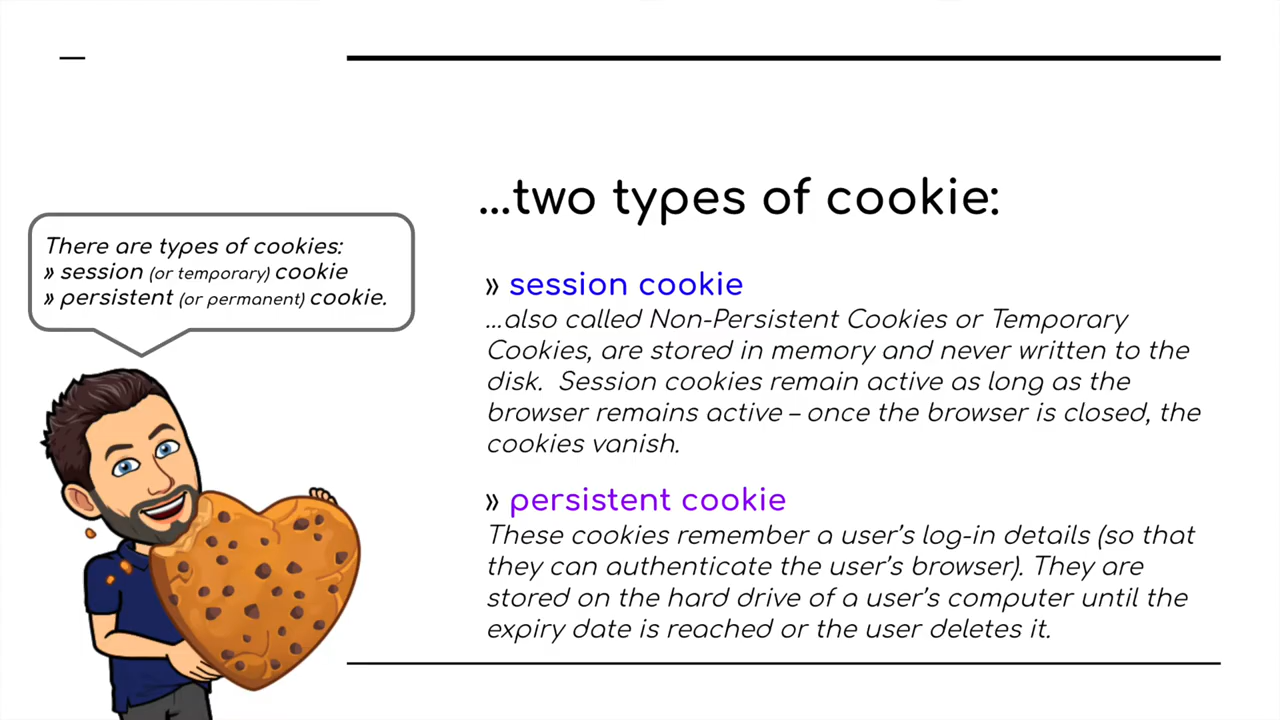 ...two types of cookie:
There are types of cookies:
» session (or temporary) cookie
» persistent (or permanent) cookie.
» session cookie
...also called Non-Persistent Cookies or Temporary
Cookies, are stored in memory and never written to the
disk.  Session cookies remain active as long as the
browser remains active – once the browser is closed, the
cookies vanish.
» persistent cookie
These cookies remember a user’s log-in details (so that
they can authenticate the user’s browser). They are
stored on the hard drive of a user’s computer until the
expiry date is reached or the user deletes it.